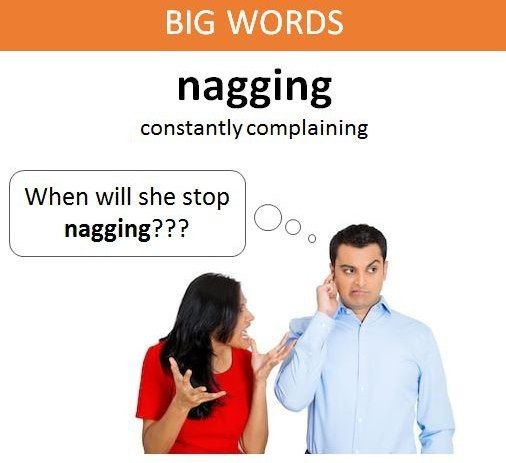 BIG WORDS
nagging
constantly complaining
When will she stop
nagging???